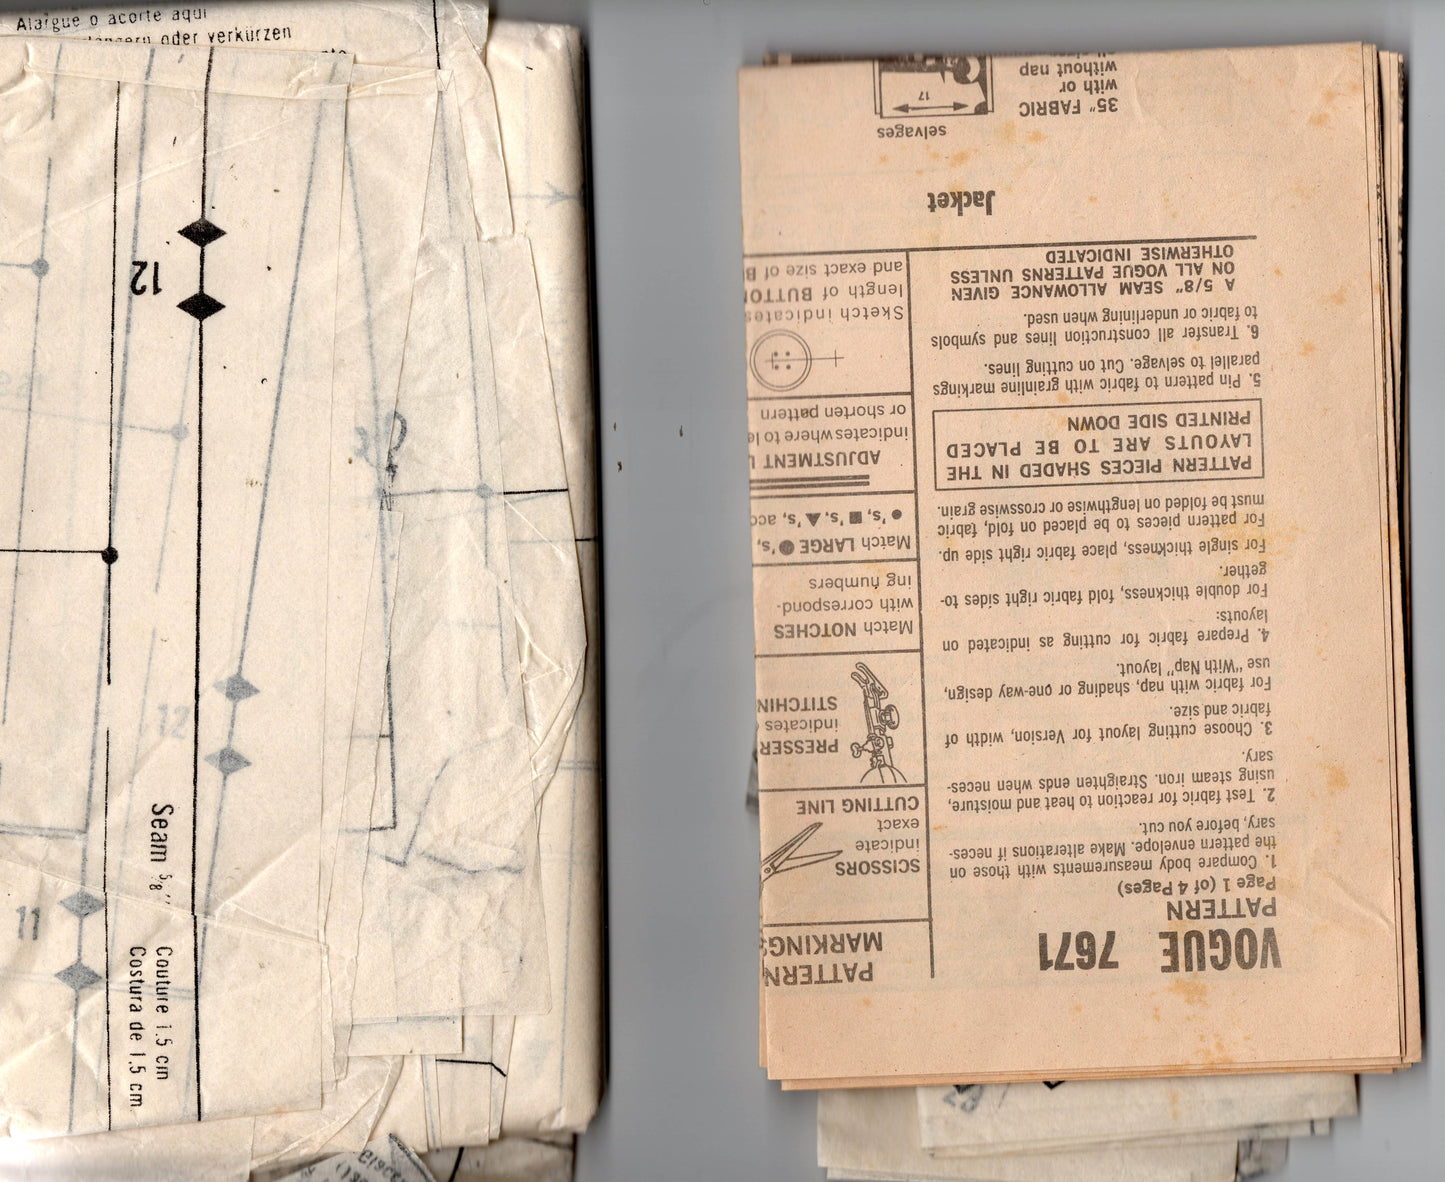 Alargue o acorte aquí
oder verkürzen
12
eat
12
11
Seam 5/8"
Couture 1.5 cm
Costura de 1.5 cm
VOGUE 7671
PATTERN
Page 1 (of 4 Pages)
1. Compare body measurements with those on
the pattern envelope. Make alterations if neces-
sary, before you cut.
2. Test fabric for reaction to heat and moisture,
using steam iron. Straighten ends when neces-
sary.
3. Choose cutting layout for Version, width of
fabric and size.
For fabric with nap, shading or one-way design,
use "With Nap" layout.
4. Prepare fabric for cutting as indicated on
layouts:
For double thickness, fold fabric right sides to-
gether.
For single thickness, place fabric right side up.
For pattern pieces to be placed on fold, fabric
must be folded on lengthwise or crosswise grain.
PATTERN PIECES SHADED IN THE
LAYOUTS ARE TO BE PLACED
PRINTED SIDE DOWN
5. Pin pattern to fabric with grainline markings
parallel to selvage. Cut on cutting lines.
6. Transfer all construction lines and symbols
to fabric or underlining when used.
A 5/8" SEAM ALLOWANCE GIVEN
ON ALL VOGUE PATTERNS UNLESS
OTHERWISE INDICATED
PATTERN
MARKINGS
SCISSORS
indicate
exact
CUTTING LINE
PRESSER
indicates
STITCHIN
Match NOTCHES
with correspond-
ing numbers
Match LARGE ●'s,
●'s, ■'s, ▲'s, acc
ADJUSTMENT L
indicates where to le
or shorten pattern
Sketch indicates
length of BUTTO
and exact size of B
Jacket
selvages
17
35" FABRIC
with or
without nap